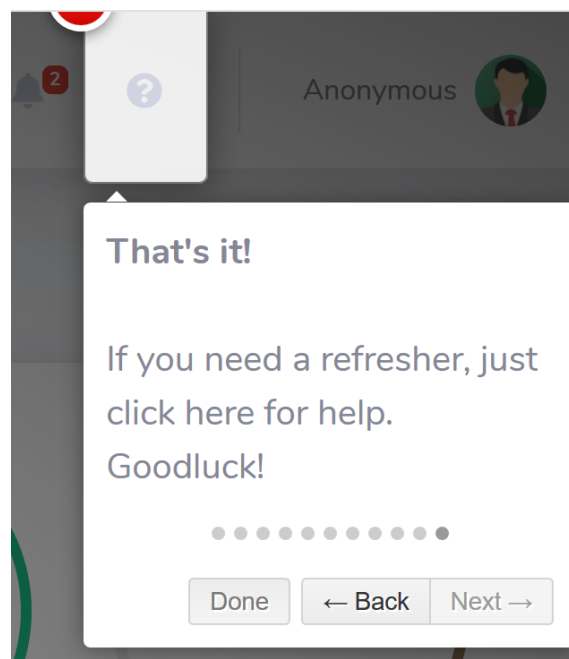 2
Anonymous
That's it!
If you need a refresher, just
click here for help.
Goodluck!
Done
← Back
Next →